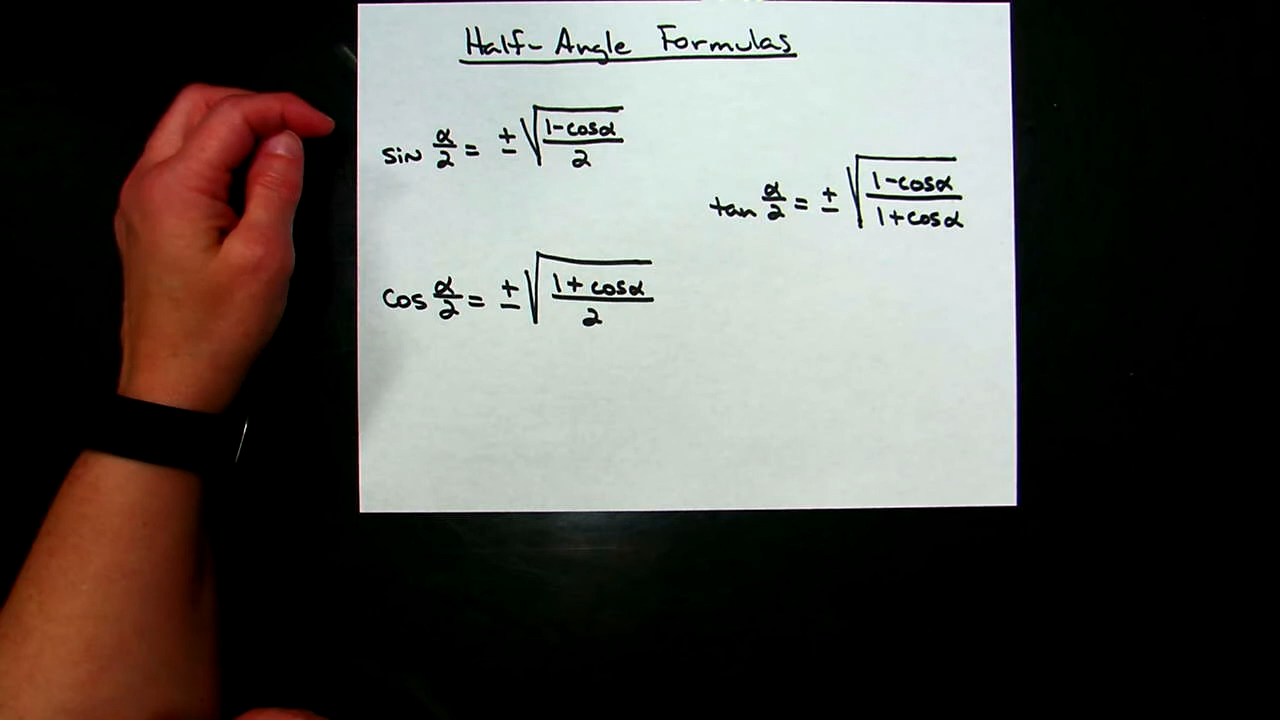 Half-Angle Formulas
sin α/2 = ± √((1-cosα)/2)
tan α/2 = ± √((1-cosα)/(1+cosα))
cos α/2 = ± √((1+cosα)/2)